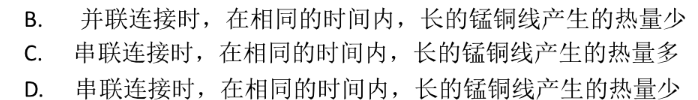 B. 并联连接时，在相同的时间内，长的锰铜线产生的热量少
C. 串联连接时，在相同的时间内，长的锰铜线产生的热量多
D. 串联连接时，在相同的时间内，长的锰铜线产生的热量少